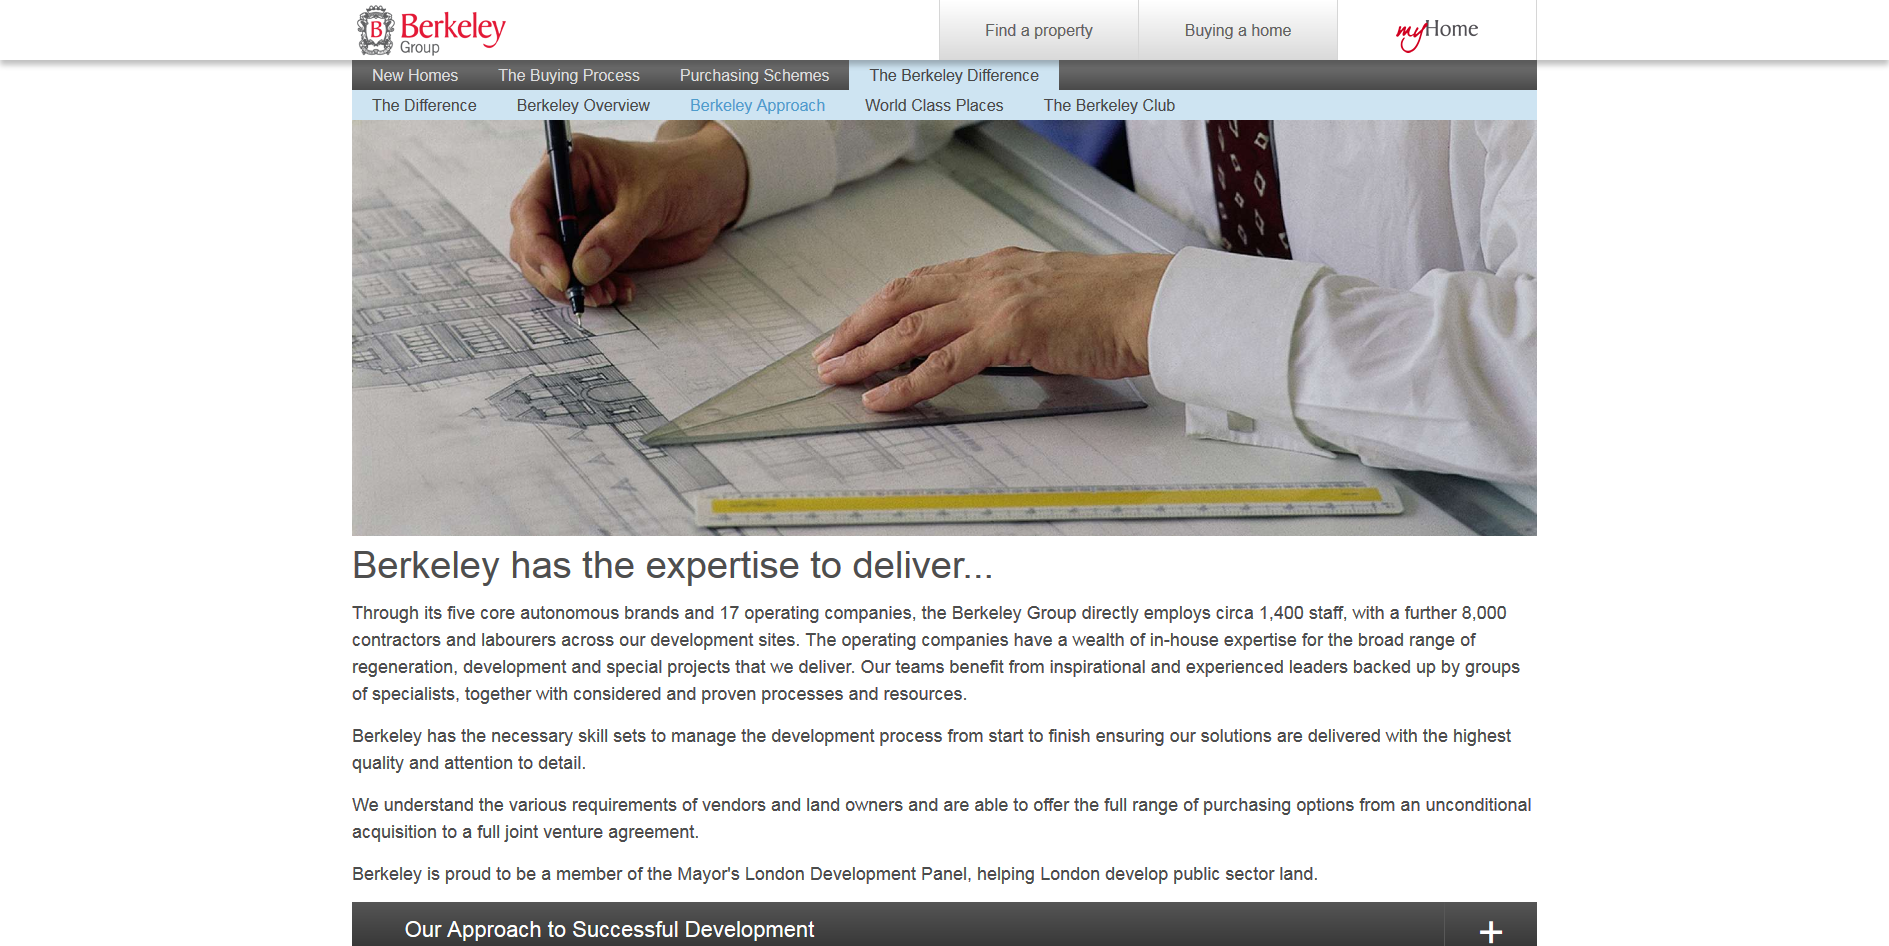 Berkeley
Group
Find a property
Buying a home
myHome
New Homes
The Buying Process
Purchasing Schemes
The Berkeley Difference
The Difference
Berkeley Overview
Berkeley Approach
World Class Places
The Berkeley Club
Berkeley has the expertise to deliver...
Through its five core autonomous brands and 17 operating companies, the Berkeley Group directly employs circa 1,400 staff, with a further 8,000
contractors and labourers across our development sites. The operating companies have a wealth of in-house expertise for the broad range of
regeneration, development and special projects that we deliver. Our teams benefit from inspirational and experienced leaders backed up by groups
of specialists, together with considered and proven processes and resources.
Berkeley has the necessary skill sets to manage the development process from start to finish ensuring our solutions are delivered with the highest
quality and attention to detail.
We understand the various requirements of vendors and land owners and are able to offer the full range of purchasing options from an unconditional
acquisition to a full joint venture agreement.
Berkeley is proud to be a member of the Mayor's London Development Panel, helping London develop public sector land.
Our Approach to Successful Development
+